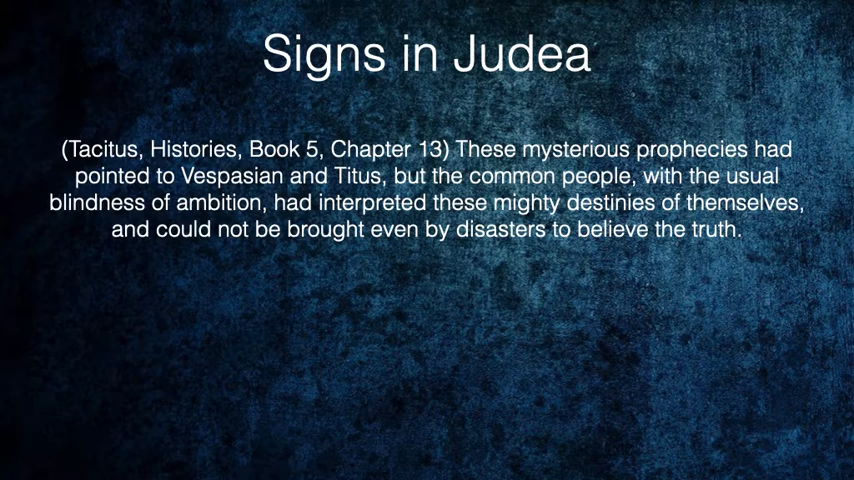 Signs in Judea
(Tacitus, Histories, Book 5, Chapter 13) These mysterious prophecies had
pointed to Vespasian and Titus, but the common people, with the usual
blindness of ambition, had interpreted these mighty destinies of themselves,
and could not be brought even by disasters to believe the truth.